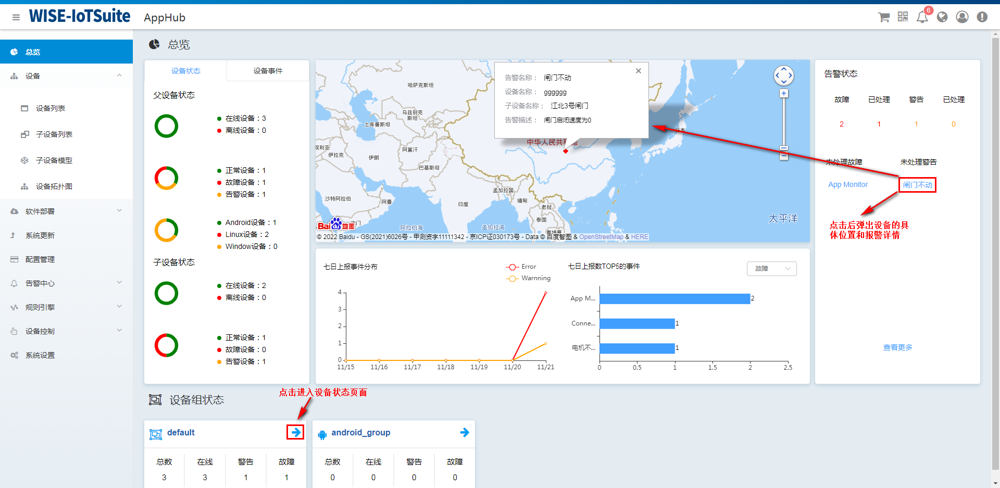 WISE-IoTSuite AppHub
6
总览
设备
设备列表
子设备列表
子设备模型
设备拓扑图
软件部署
系统更新
配置管理
告警中心
规则引擎
设备控制
系统设置
总览
设备状态 设备事件
父设备状态
在线设备：3
离线设备：0
正常设备：1
故障设备：1
告警设备：1
Android设备：1
Linux设备：2
Window设备：0
子设备状态
在线设备：2
离线设备：0
正常设备：1
故障设备：0
告警设备：1
告警名称： 闸门不动
设备名称： gggggg
子设备名称： 江北3号闸门
告警描述： 闸门启闭速度为0
哈萨克斯坦
乌兹别克
斯坦
土库曼斯坦
叙利亚
伊拉克
伊朗
阿富汗
巴基斯坦
中华人民共和国
日本
沙特阿拉伯
阿曼
印度
孟加拉国
缅甸
老挝
泰国
柬埔寨
阿拉伯海
孟加拉湾
太平洋
Bai du 地图
© 2022 Baidu - GS(2021)6026号 - 甲测资字11111342 - 京ICP证030173号 - Data © 百度智图 & OpenStreetMap & HERE
告警状态
故障 已处理 警告 已处理
2 1 1 0
未处理故障 未处理警告
App Monitor 闸门不动
点击后弹出设备的具
体位置和报警详情
查看更多
七日上报事件分布
Error
Warnning
4
3
2
1
0
11/15 11/16 11/17 11/18 11/19 11/20 11/21
七日上报数TOP5的事件
故障
App M... 2
Conne... 1
电机不... 1
0 0.5 1 1.5 2 2.5
点击进入设备状态页面
设备组状态
default
总数 在线 警告 故障
3 3 1 1
android_group
总数 在线 警告 故障
0 0 0 0